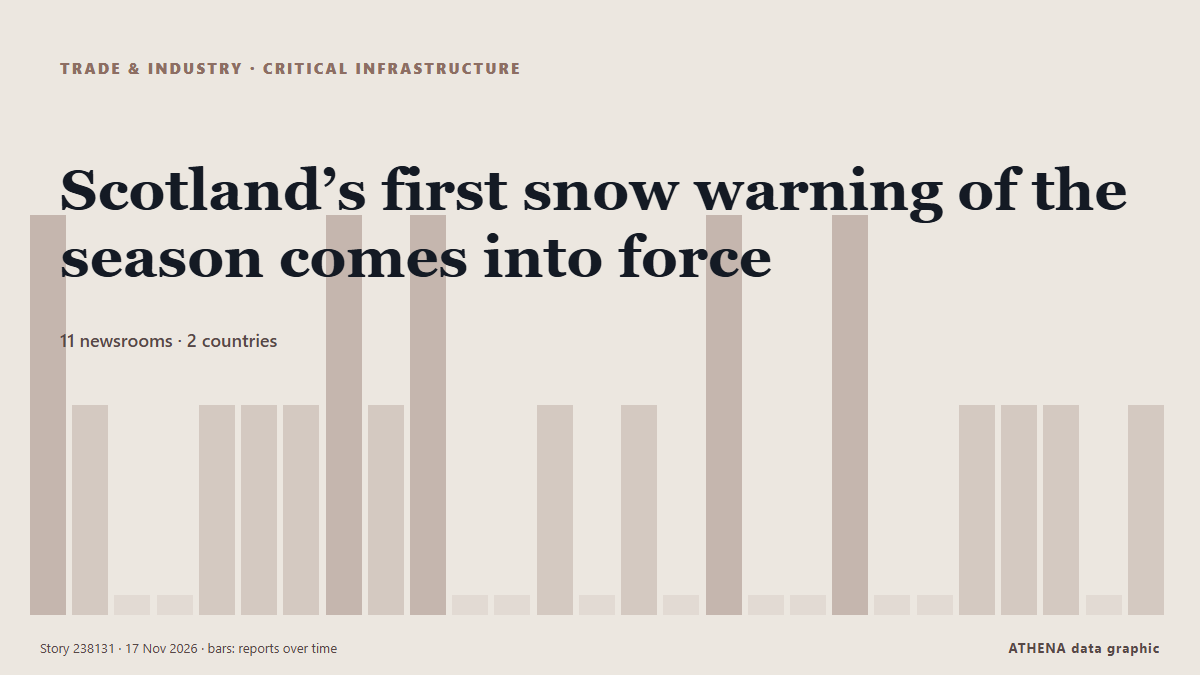 TRADE & INDUSTRY · CRITICAL INFRASTRUCTURE
Scotland’s first snow warning of the
season comes into force
11 newsrooms · 2 countries
Story 238131 · 17 Nov 2026 · bars: reports over time
ATHENA data graphic